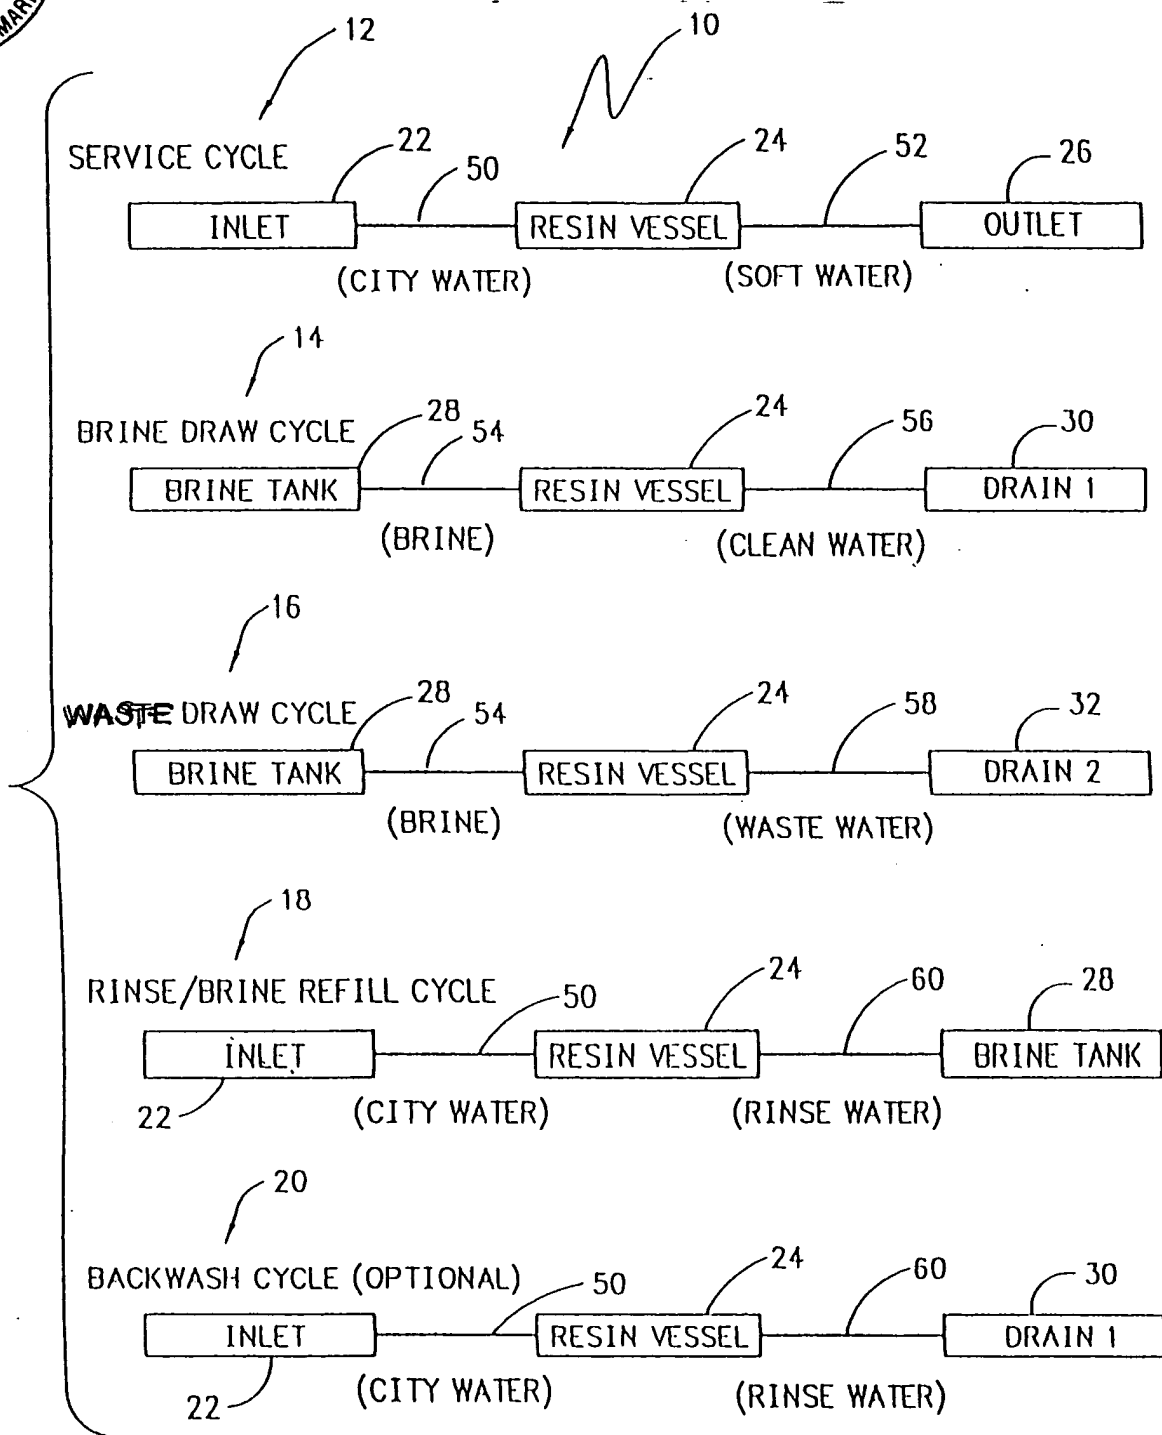 MAR
12
10
SERVICE CYCLE
22
50
24
52
26
INLET
RESIN VESSEL
OUTLET
(CITY WATER)
(SOFT WATER)
14
BRINE DRAW CYCLE
28
54
24
56
30
BRINE TANK
RESIN VESSEL
DRAIN 1
(BRINE)
(CLEAN WATER)
16
WASTE DRAW CYCLE
28
54
24
58
32
BRINE TANK
RESIN VESSEL
DRAIN 2
(BRINE)
(WASTE WATER)
18
RINSE/BRINE REFILL CYCLE
50
24
60
28
INLET
RESIN VESSEL
BRINE TANK
22
(CITY WATER)
(RINSE WATER)
20
BACKWASH CYCLE (OPTIONAL)
50
24
60
30
INLET
RESIN VESSEL
DRAIN 1
22
(CITY WATER)
(RINSE WATER)